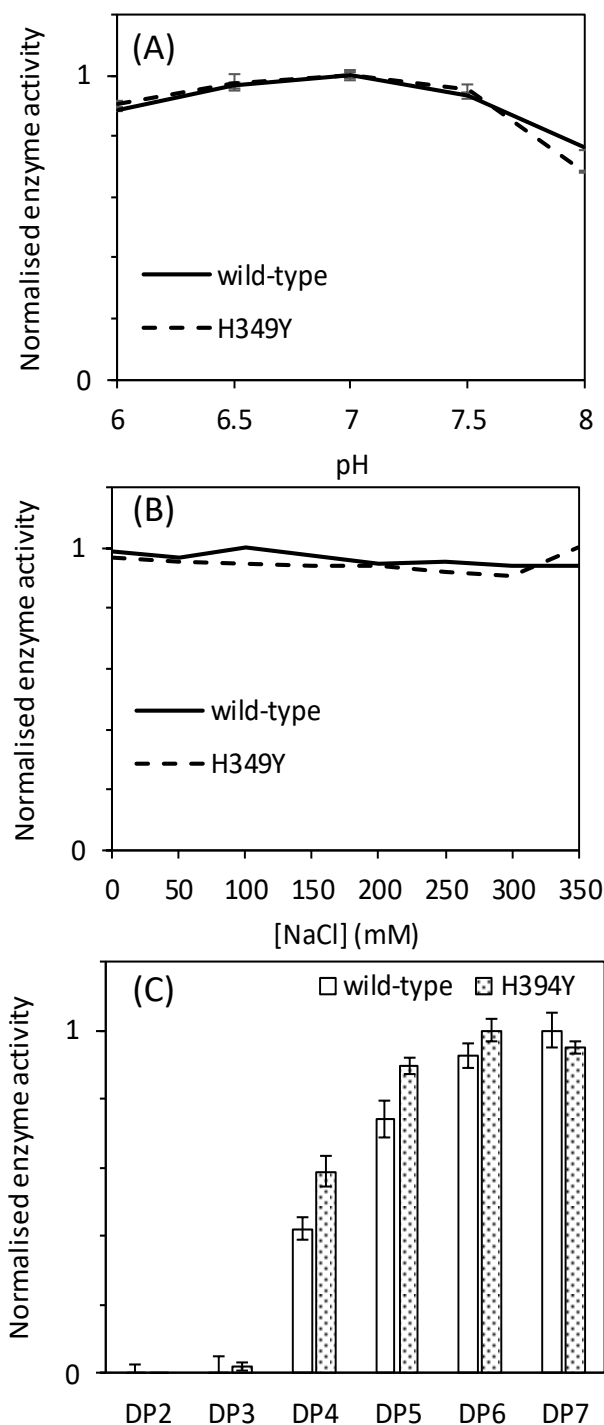 (A)
Normalised enzyme activity
1
0
wild-type
H349Y
6 6.5 7 7.5 8
pH
(B)
Normalised enzyme activity
1
0
wild-type
H349Y
0 50 100 150 200 250 300 350
[NaCl] (mM)
(C)
wild-type H394Y
Normalised enzyme activity
1
0
DP2 DP3 DP4 DP5 DP6 DP7